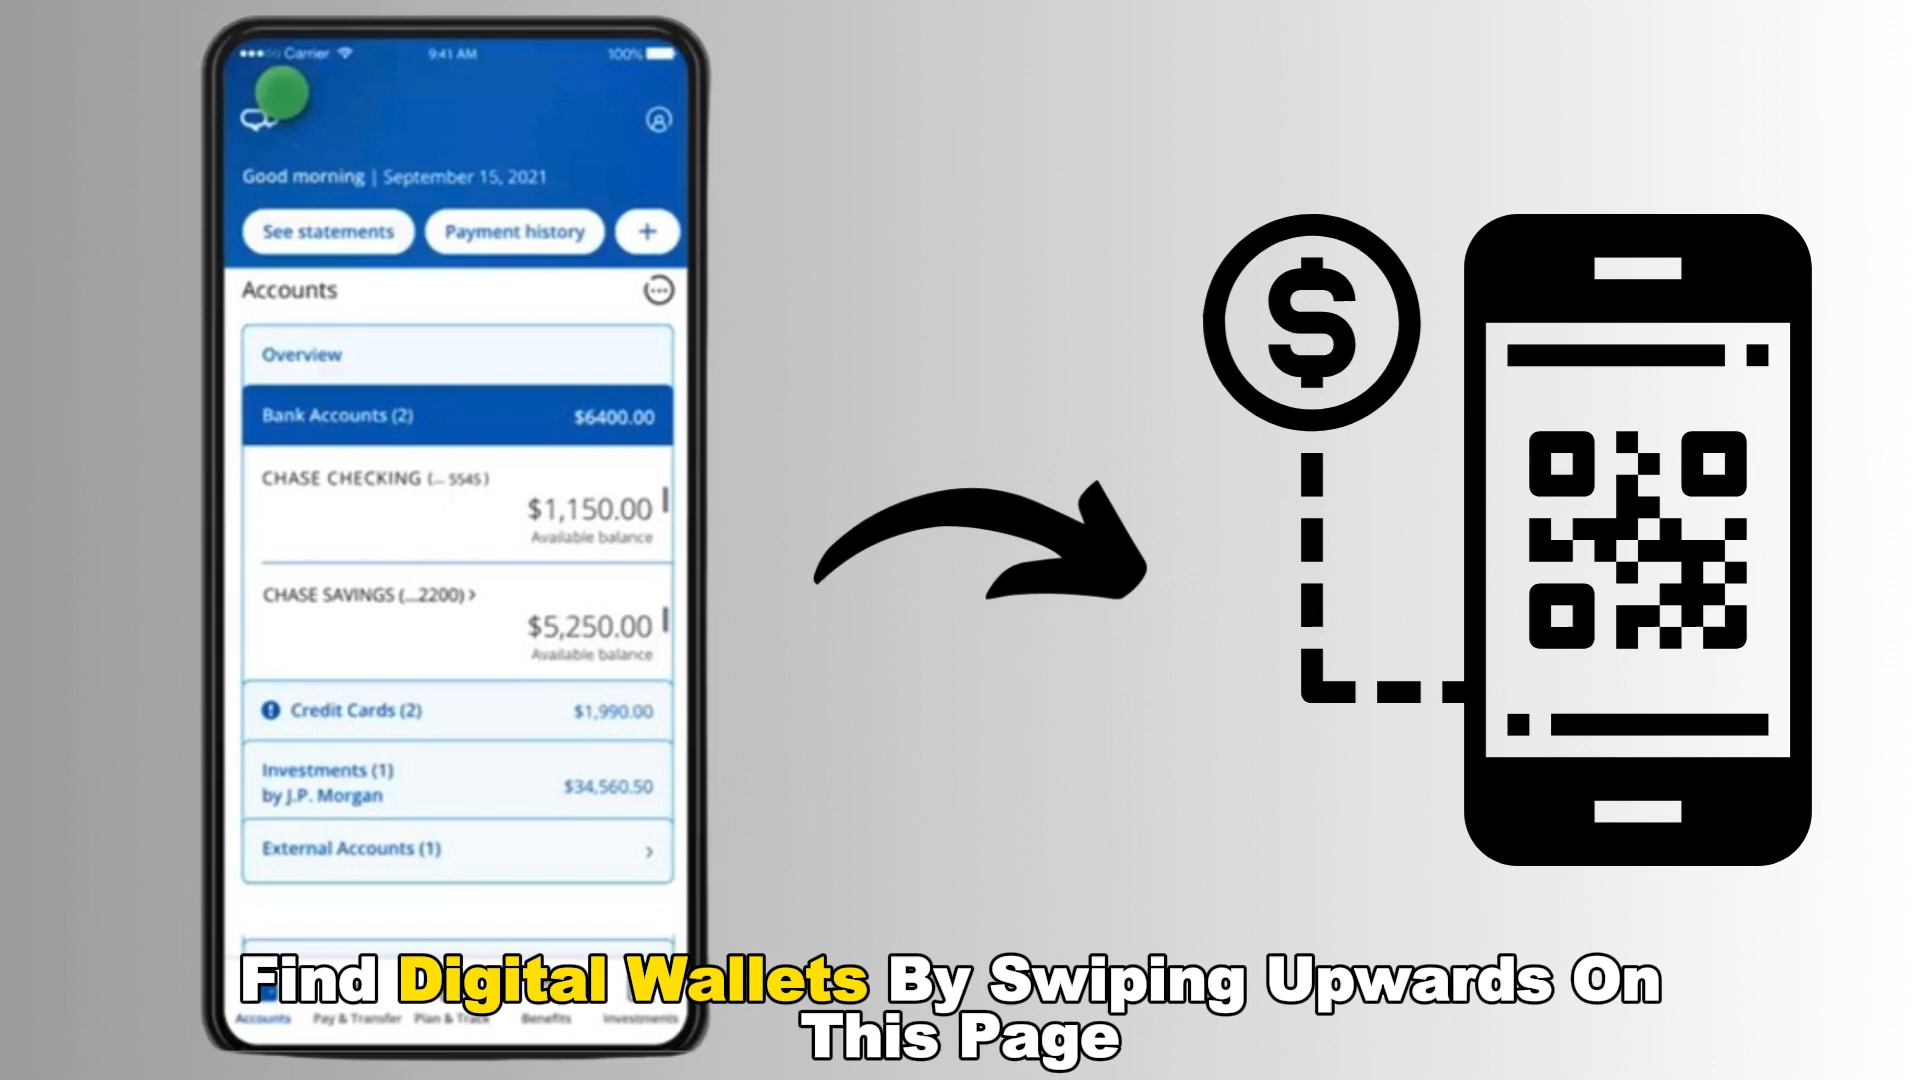 Carrier 9:41 AM 100%
Good morning | September 15, 2021
See statements Payment history +
Accounts
Overview
Bank Accounts (2) $6400.00
CHASE CHECKING (... 5545)
$1,150.00
Available balance
CHASE SAVINGS (...2200) >
$5,250.00
Available balance
Credit Cards (2) $1,990.00
Investments (1)
by J.P. Morgan $34,560.50
External Accounts (1) >
$
Find Digital Wallets By Swiping Upwards On
This Page
Accounts Pay & Transfer Plan & Track Benefits Investments